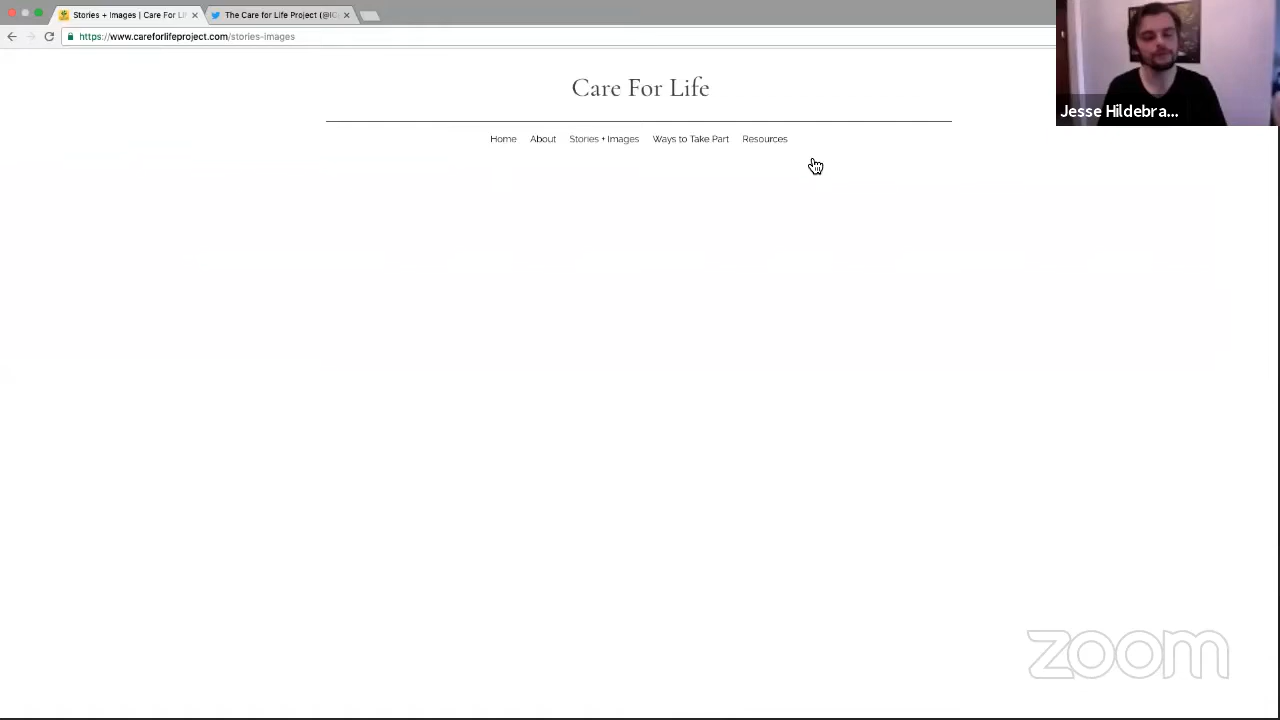 Stories + Images | Care For Li
The Care for Life Project (@IC
https://www.careforlifeproject.com/stories-images
Care For Life
Home About Stories + Images Ways to Take Part Resources
Jesse Hildebra...
zoom